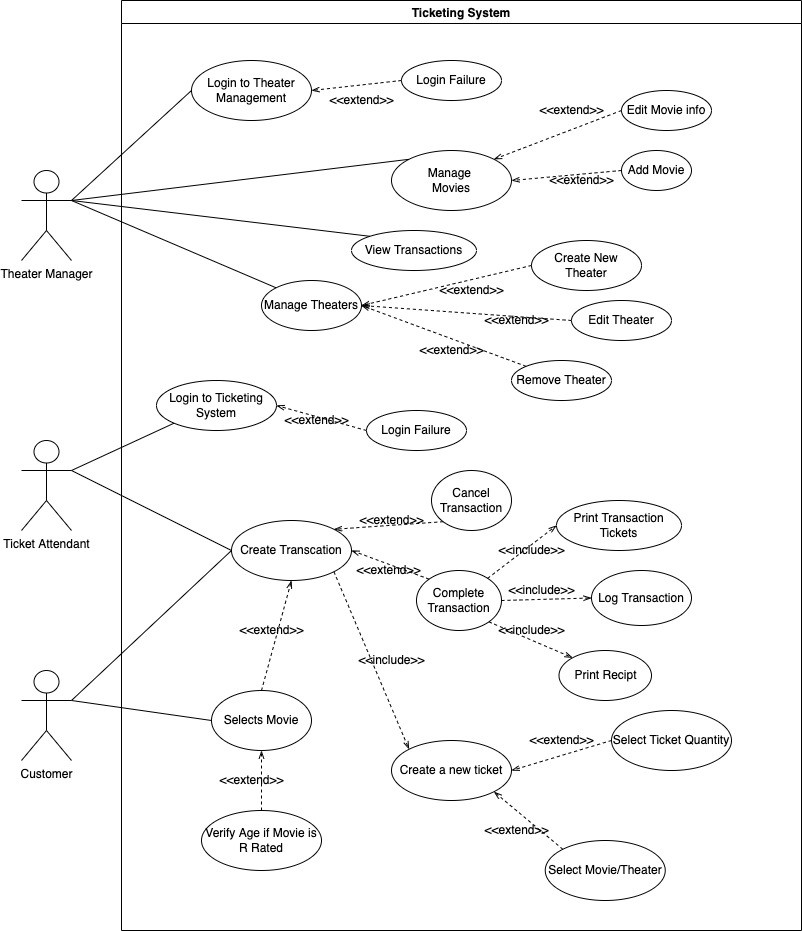 Ticketing System
Login to Theater
Management
<<extend>>
Login Failure
<<extend>>
Edit Movie info
Manage
Movies
<<extend>>
Add Movie
Theater Manager
View Transactions
Create New
Theater
<<extend>>
Manage Theaters
<<extend>>
Edit Theater
<<extend>>
Remove Theater
Login to Ticketing
System
<<extend>>
Login Failure
Ticket Attendant
Cancel
Transaction
<<extend>>
Print Transaction
Tickets
Create Transcation
<<extend>>
<<include>>
Complete
Transaction
<<include>>
Log Transaction
<<extend>>
<<include>>
<<include>>
Print Recipt
Customer
Selects Movie
<<extend>>
Select Ticket Quantity
Create a new ticket
<<extend>>
Verify Age if Movie is
R Rated
<<extend>>
Select Movie/Theater